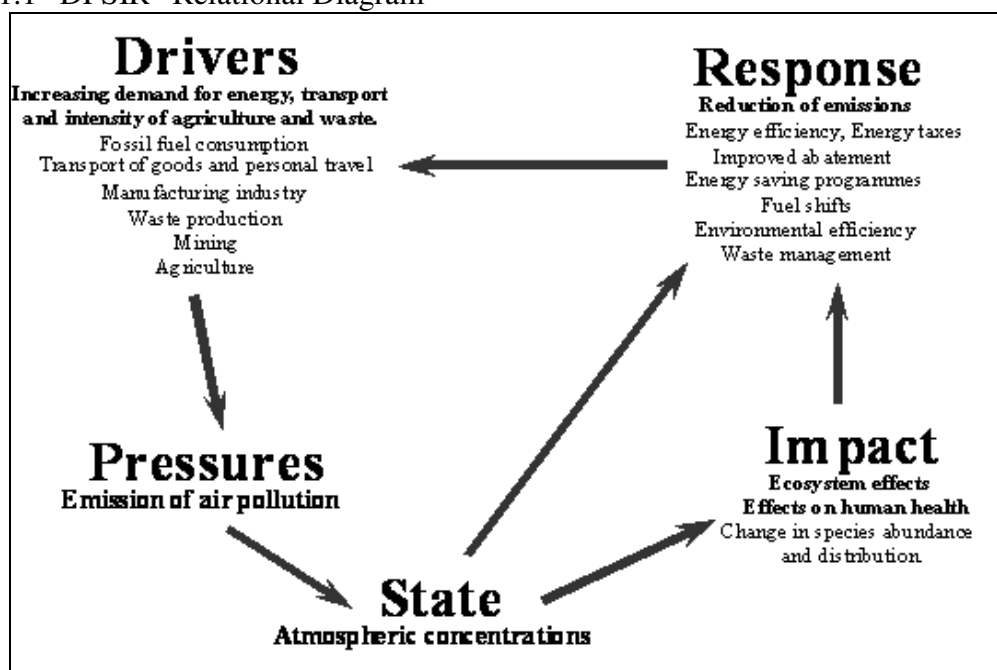 DPSIR Relational Diagram
Drivers
Increasing demand for energy, transport
and intensity of agriculture and waste.
Fossil fuel consumption
Transport of goods and personal travel
Manufacturing industry
Waste production
Mining
Agriculture
Response
Reduction of emissions
Energy efficiency, Energy taxes
Improved abatement
Energy saving programmes
Fuel shifts
Environmental efficiency
Waste management
Pressures
Emission of air pollution
Impact
Ecosystem effects
Effects on human health
Change in species abundance
and distribution.
State
Atmospheric concentrations